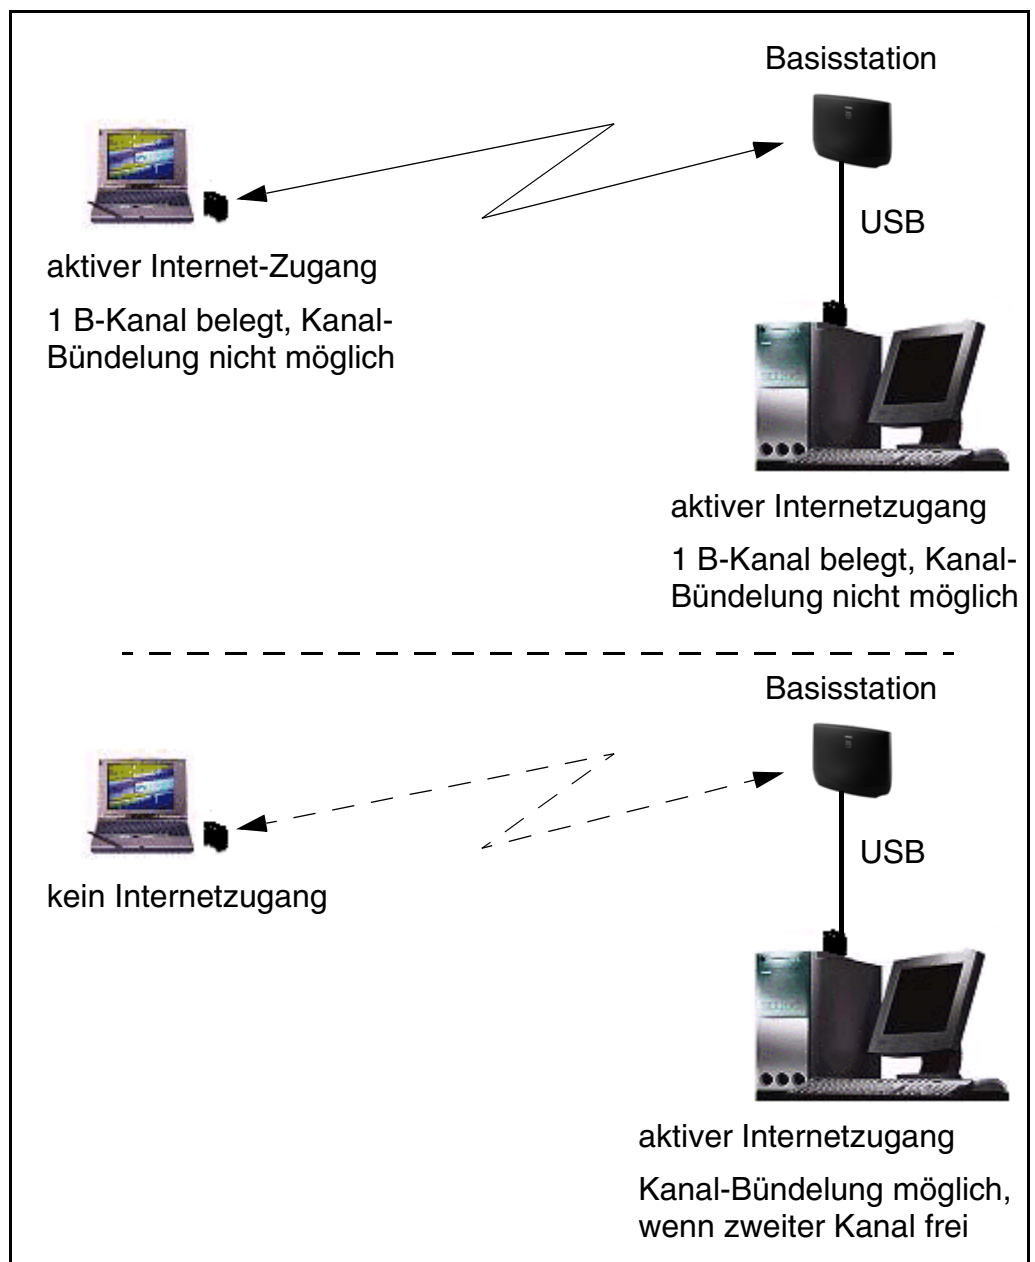 Basisstation
USB
aktiver Internet-Zugang
1 B-Kanal belegt, Kanal-
Bündelung nicht möglich
aktiver Internetzugang
1 B-Kanal belegt, Kanal-
Bündelung nicht möglich
Basisstation
USB
kein Internetzugang
aktiver Internetzugang
Kanal-Bündelung möglich,
wenn zweiter Kanal frei